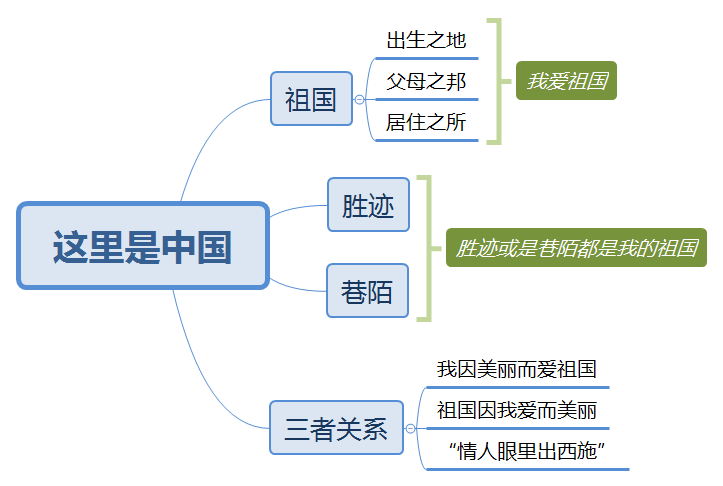 这里是中国
祖国
出生之地
父母之邦
居住之所
我爱祖国
胜迹
巷陌
胜迹或是巷陌都是我的祖国
三者关系
我因美丽而爱祖国
祖国因我爱而美丽
“情人眼里出西施”